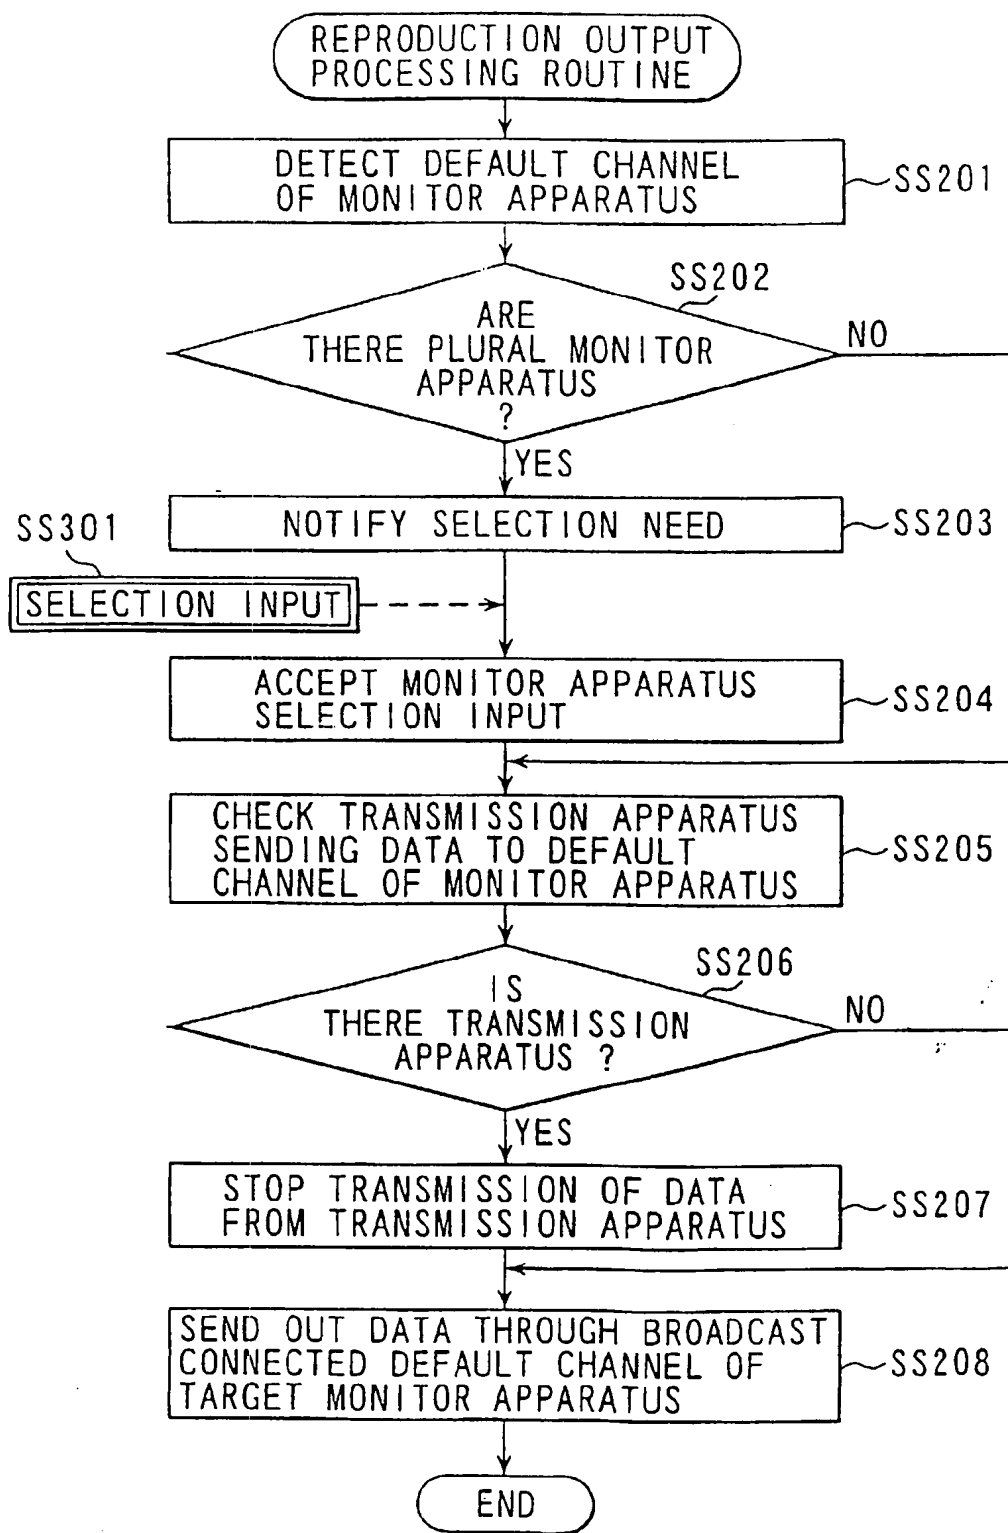 REPRODUCTION OUTPUT
PROCESSING ROUTINE
DETECT DEFAULT CHANNEL
OF MONITOR APPARATUS
SS201
SS202
ARE
THERE PLURAL MONITOR
APPARATUS
?
NO
YES
NOTIFY SELECTION NEED
SS203
SS301
SELECTION INPUT
ACCEPT MONITOR APPARATUS
SELECTION INPUT
SS204
CHECK TRANSMISSION APPARATUS
SENDING DATA TO DEFAULT
CHANNEL OF MONITOR APPARATUS
SS205
SS206
IS
THERE TRANSMISSION
APPARATUS ?
NO
YES
STOP TRANSMISSION OF DATA
FROM TRANSMISSION APPARATUS
SS207
SEND OUT DATA THROUGH BROADCAST
CONNECTED DEFAULT CHANNEL OF
TARGET MONITOR APPARATUS
SS208
END